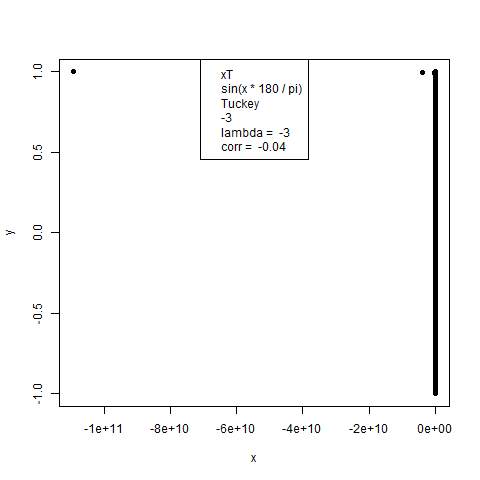 xT
sin(x * 180 / pi)
Tuckey
-3
lambda = -3
corr = -0.04
1.0
0.5
0.0
-0.5
-1.0
y
-1e+11 -8e+10 -6e+10 -4e+10 -2e+10 0e+00
x